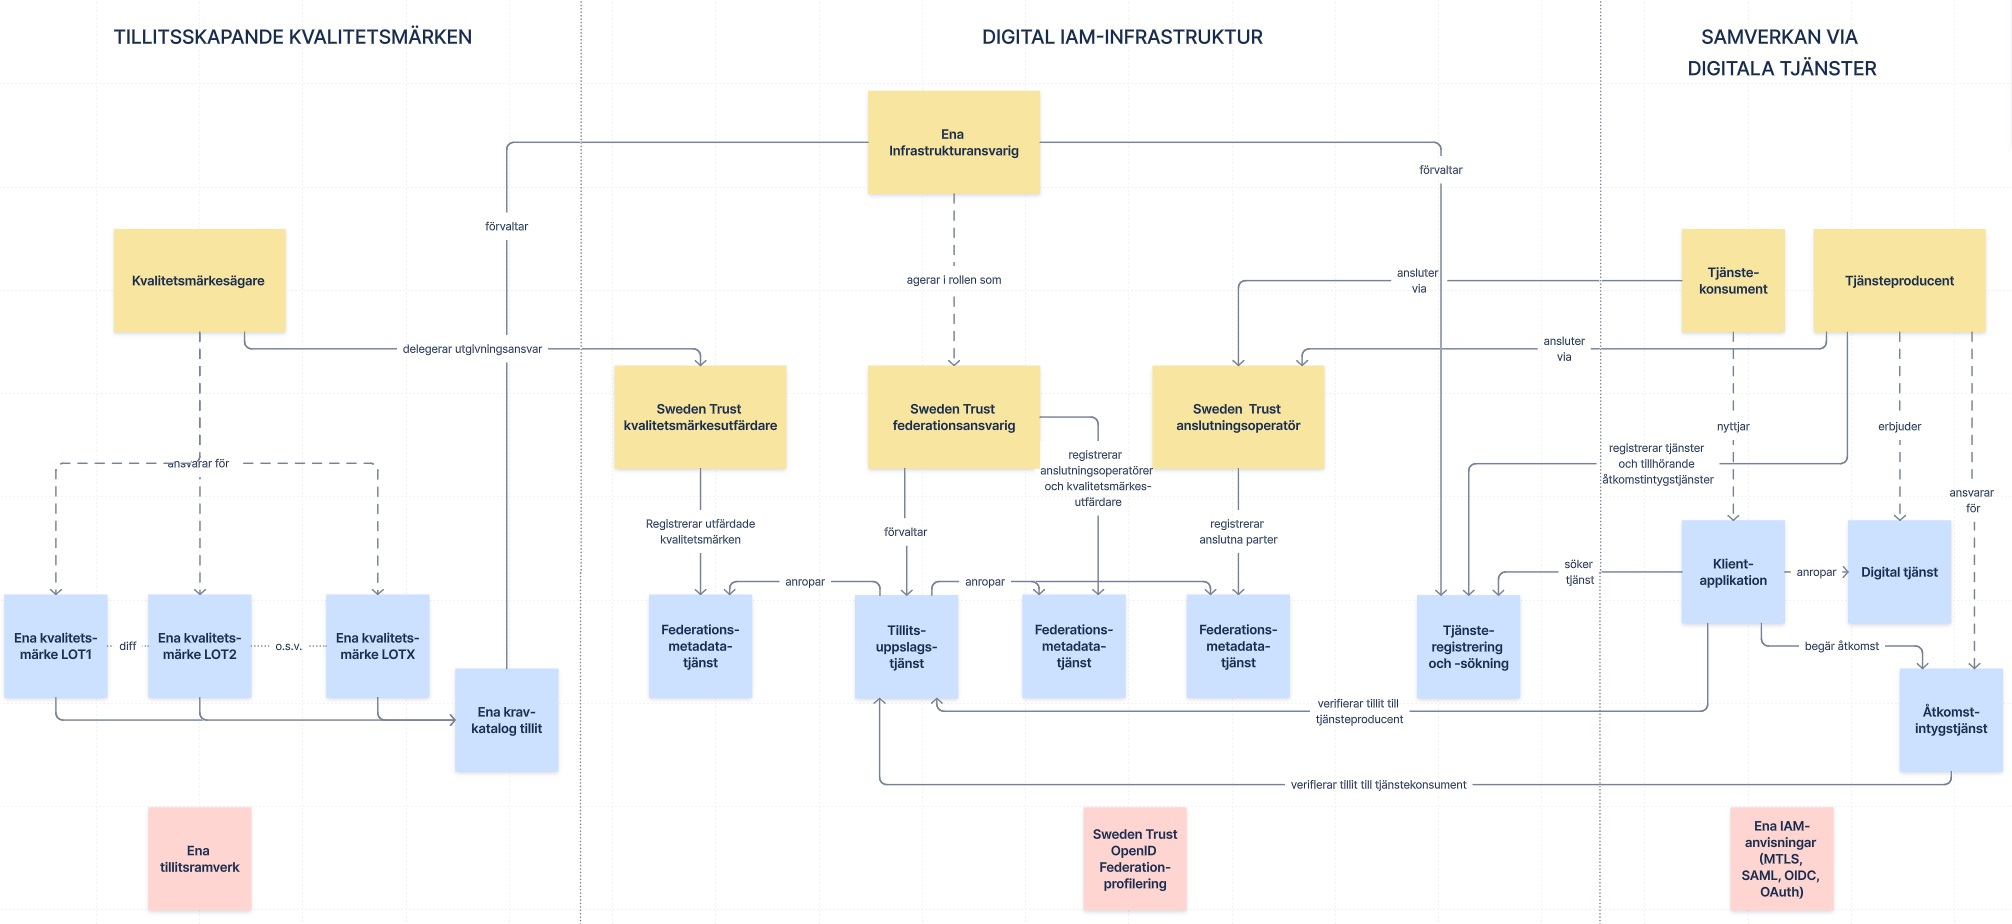 TILLITSSKAPANDE KVALITETSMÄRKEN
DIGITAL IAM-INFRASTRUKTUR
SAMVERKAN VIA
DIGITALA TJÄNSTER
Ena
Infrastrukturansvarig
förvaltar
förvaltar
Kvalitetsmärkesägare
agerar i rollen som
ansluter
via
Tjänste-
konsument
Tjänsteproducent
delegerar utgivningsansvar
ansluter
via
Sweden Trust
kvalitetsmärkesutfärdare
Sweden Trust
federationsansvarig
Sweden Trust
anslutningsoperatör
nyttjar
erbjuder
ansvarar för
registrerar
anslutningsoperatörer
och kvalitetsmärkes-
utfärdare
registrerar tjänster
och tillhörande
åtkomstintygstjänster
ansvarar
för
Registrerar utfärdade
kvalitetsmärken
förvaltar
registrerar
anslutna parter
anropar
anropar
söker
tjänst
Klient-
applikation
anropar
Digital tjänst
Ena kvalitets-
märke LOT1
diff
Ena kvalitets-
märke LOT2
o.s.v.
Ena kvalitets-
märke LOTX
Federations-
metadata-
tjänst
Tillits-
uppslags-
tjänst
Federations-
metadata-
tjänst
Federations-
metadata-
tjänst
Tjänste-
registrering
och -sökning
begär åtkomst
Ena krav-
katalog tillit
verifierar tillit till
tjänsteproducent
Åtkomst-
intygstjänst
verifierar tillit till tjänstekonsument
Ena
tillitsramverk
Sweden Trust
OpenID
Federation-
profilering
Ena IAM-
anvisningar
(MTLS,
SAML, OIDC,
OAuth)